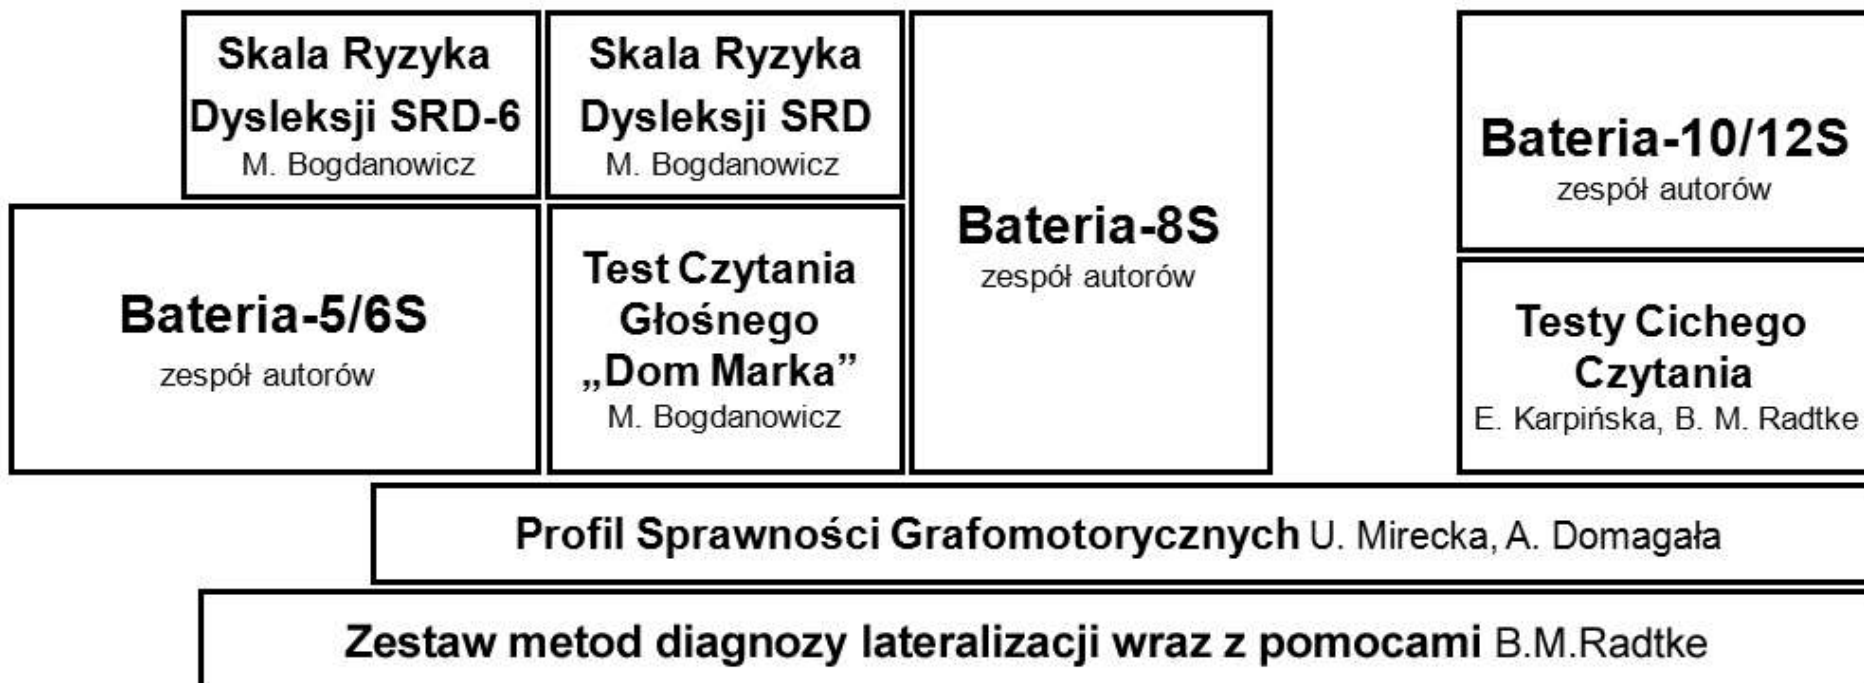 Skala Ryzyka
Dysleksji SRD-6
M. Bogdanowicz
Skala Ryzyka
Dysleksji SRD
M. Bogdanowicz
Bateria-8S
zespół autorów
Bateria-10/12S
zespół autorów
Bateria-5/6S
zespół autorów
Test Czytania
Głośnego
„Dom Marka”
M. Bogdanowicz
Testy Cichego
Czytania
E. Karpińska, B. M. Radtke
Profil Sprawności Grafomotorycznych U. Mirecka, A. Domagała
Zestaw metod diagnozy lateralizacji wraz z pomocami B.M.Radtke